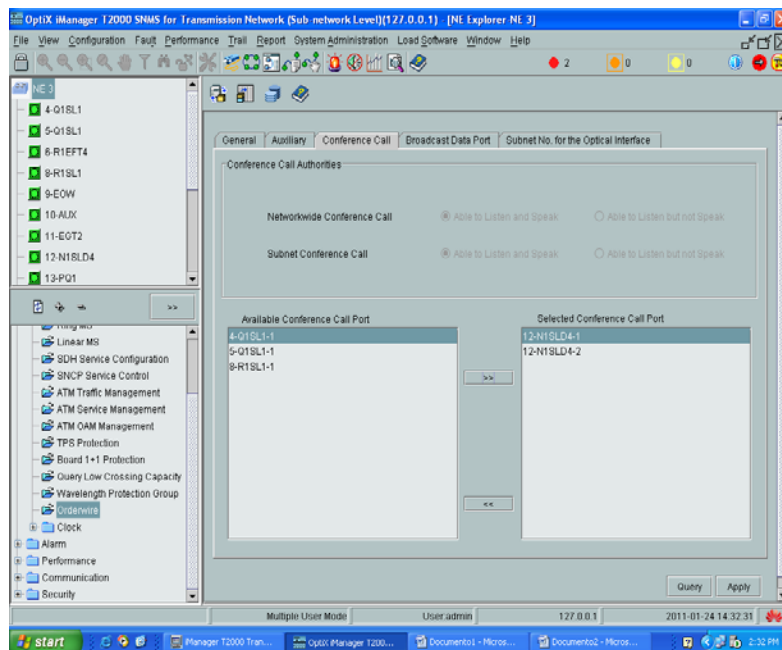 OptiX iManager T2000 SNMS for Transmission Network (Sub-network Level)(127.0.0.1) - [NE Explorer-NE 3]
File View Configuration Fault Performance Trail Report System Administration Load Software Window Help
2 0 0
NE 3
4-Q1SL1
5-Q1SL1
6-R1EFT4
8-R1SL1
9-EOW
10-AUX
11-EGT2
12-N1SLD4
13-PQ1
>>
Ring MS
Linear MS
SDH Service Configuration
SNCP Service Control
ATM Traffic Management
ATM Service Management
ATM OAM Management
TPS Protection
Board 1+1 Protection
Query Low Crossing Capacity
Wavelength Protection Group
Orderwire
Clock
Alarm
Performance
Communication
Security
General Auxiliary Conference Call Broadcast Data Port Subnet No. for the Optical Interface
Conference Call Authorities
Networkwide Conference Call Able to Listen and Speak Able to Listen but not Speak
Subnet Conference Call Able to Listen and Speak Able to Listen but not Speak
Available Conference Call Port
4-Q1SL1-1
5-Q1SL1-1
8-R1SL1-1
>>
<<
Selected Conference Call Port
12-N1SLD4-1
12-N1SLD4-2
Query Apply
Multiple User Mode User:admin 127.0.0.1 2011-01-24 14:32:31
start iManager T2000 Tran... OptiX iManager T200... Documento1 - Micros... Documento2 - Micros... 2:32 PM